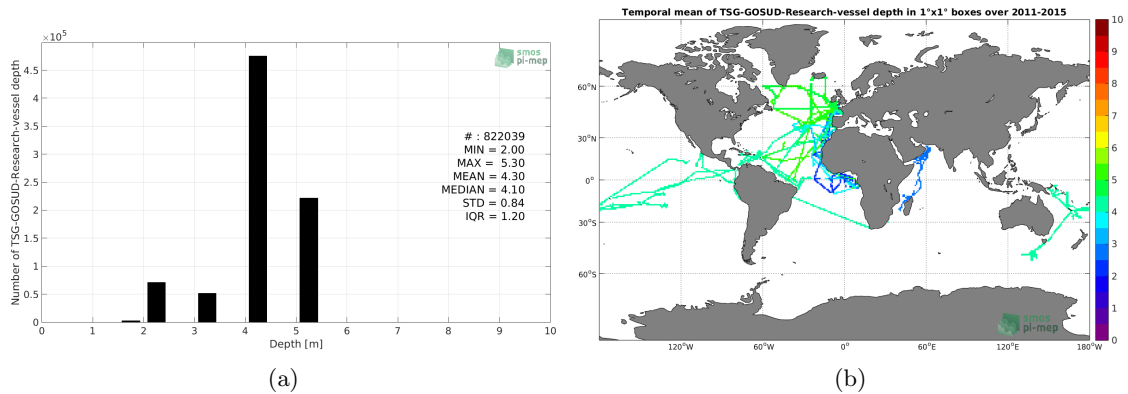 ×10⁵
4.5
4
3.5
3
2.5
2
1.5
1
0.5
0
Number of TSG-GOSUD-Research-vessel depth
smos
pi-mep
# : 822039
MIN = 2.00
MAX = 5.30
MEAN = 4.30
MEDIAN = 4.10
STD = 0.84
IQR = 1.20
0 1 2 3 4 5 6 7 8 9 10
Depth [m]
(a)
Temporal mean of TSG-GOSUD-Research-vessel depth in 1°x1° boxes over 2011-2015
60°N
30°N
0°
30°S
60°S
smos
pi-mep
120°W 60°W 0° 60°E 120°E 180°W
10
9
8
7
6
5
4
3
2
1
0
(b)